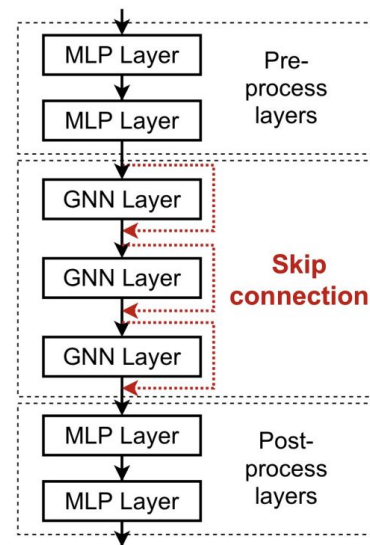 MLP Layer
MLP Layer
Pre-
process
layers
GNN Layer
GNN Layer
GNN Layer
Skip
connection
MLP Layer
MLP Layer
Post-
process
layers